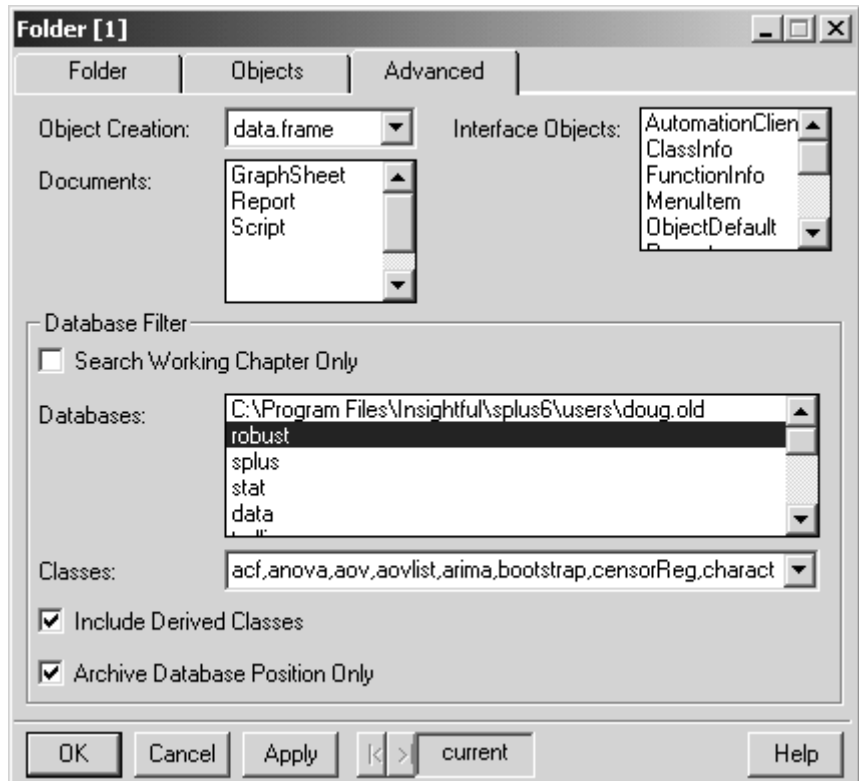 Folder [1]
Folder Objects Advanced
Object Creation: data.frame Interface Objects:
AutomationClien
ClassInfo
FunctionInfo
MenuItem
ObjectDefault
Documents:
GraphSheet
Report
Script
Database Filter
Search Working Chapter Only
Databases:
C:\Program Files\Insightful\splus6\users\doug.old
robust
splus
stat
data
Classes: acf,anova,aov,aovlist,arima,bootstrap,censorReg,charact
Include Derived Classes
Archive Database Position Only
OK Cancel Apply current Help